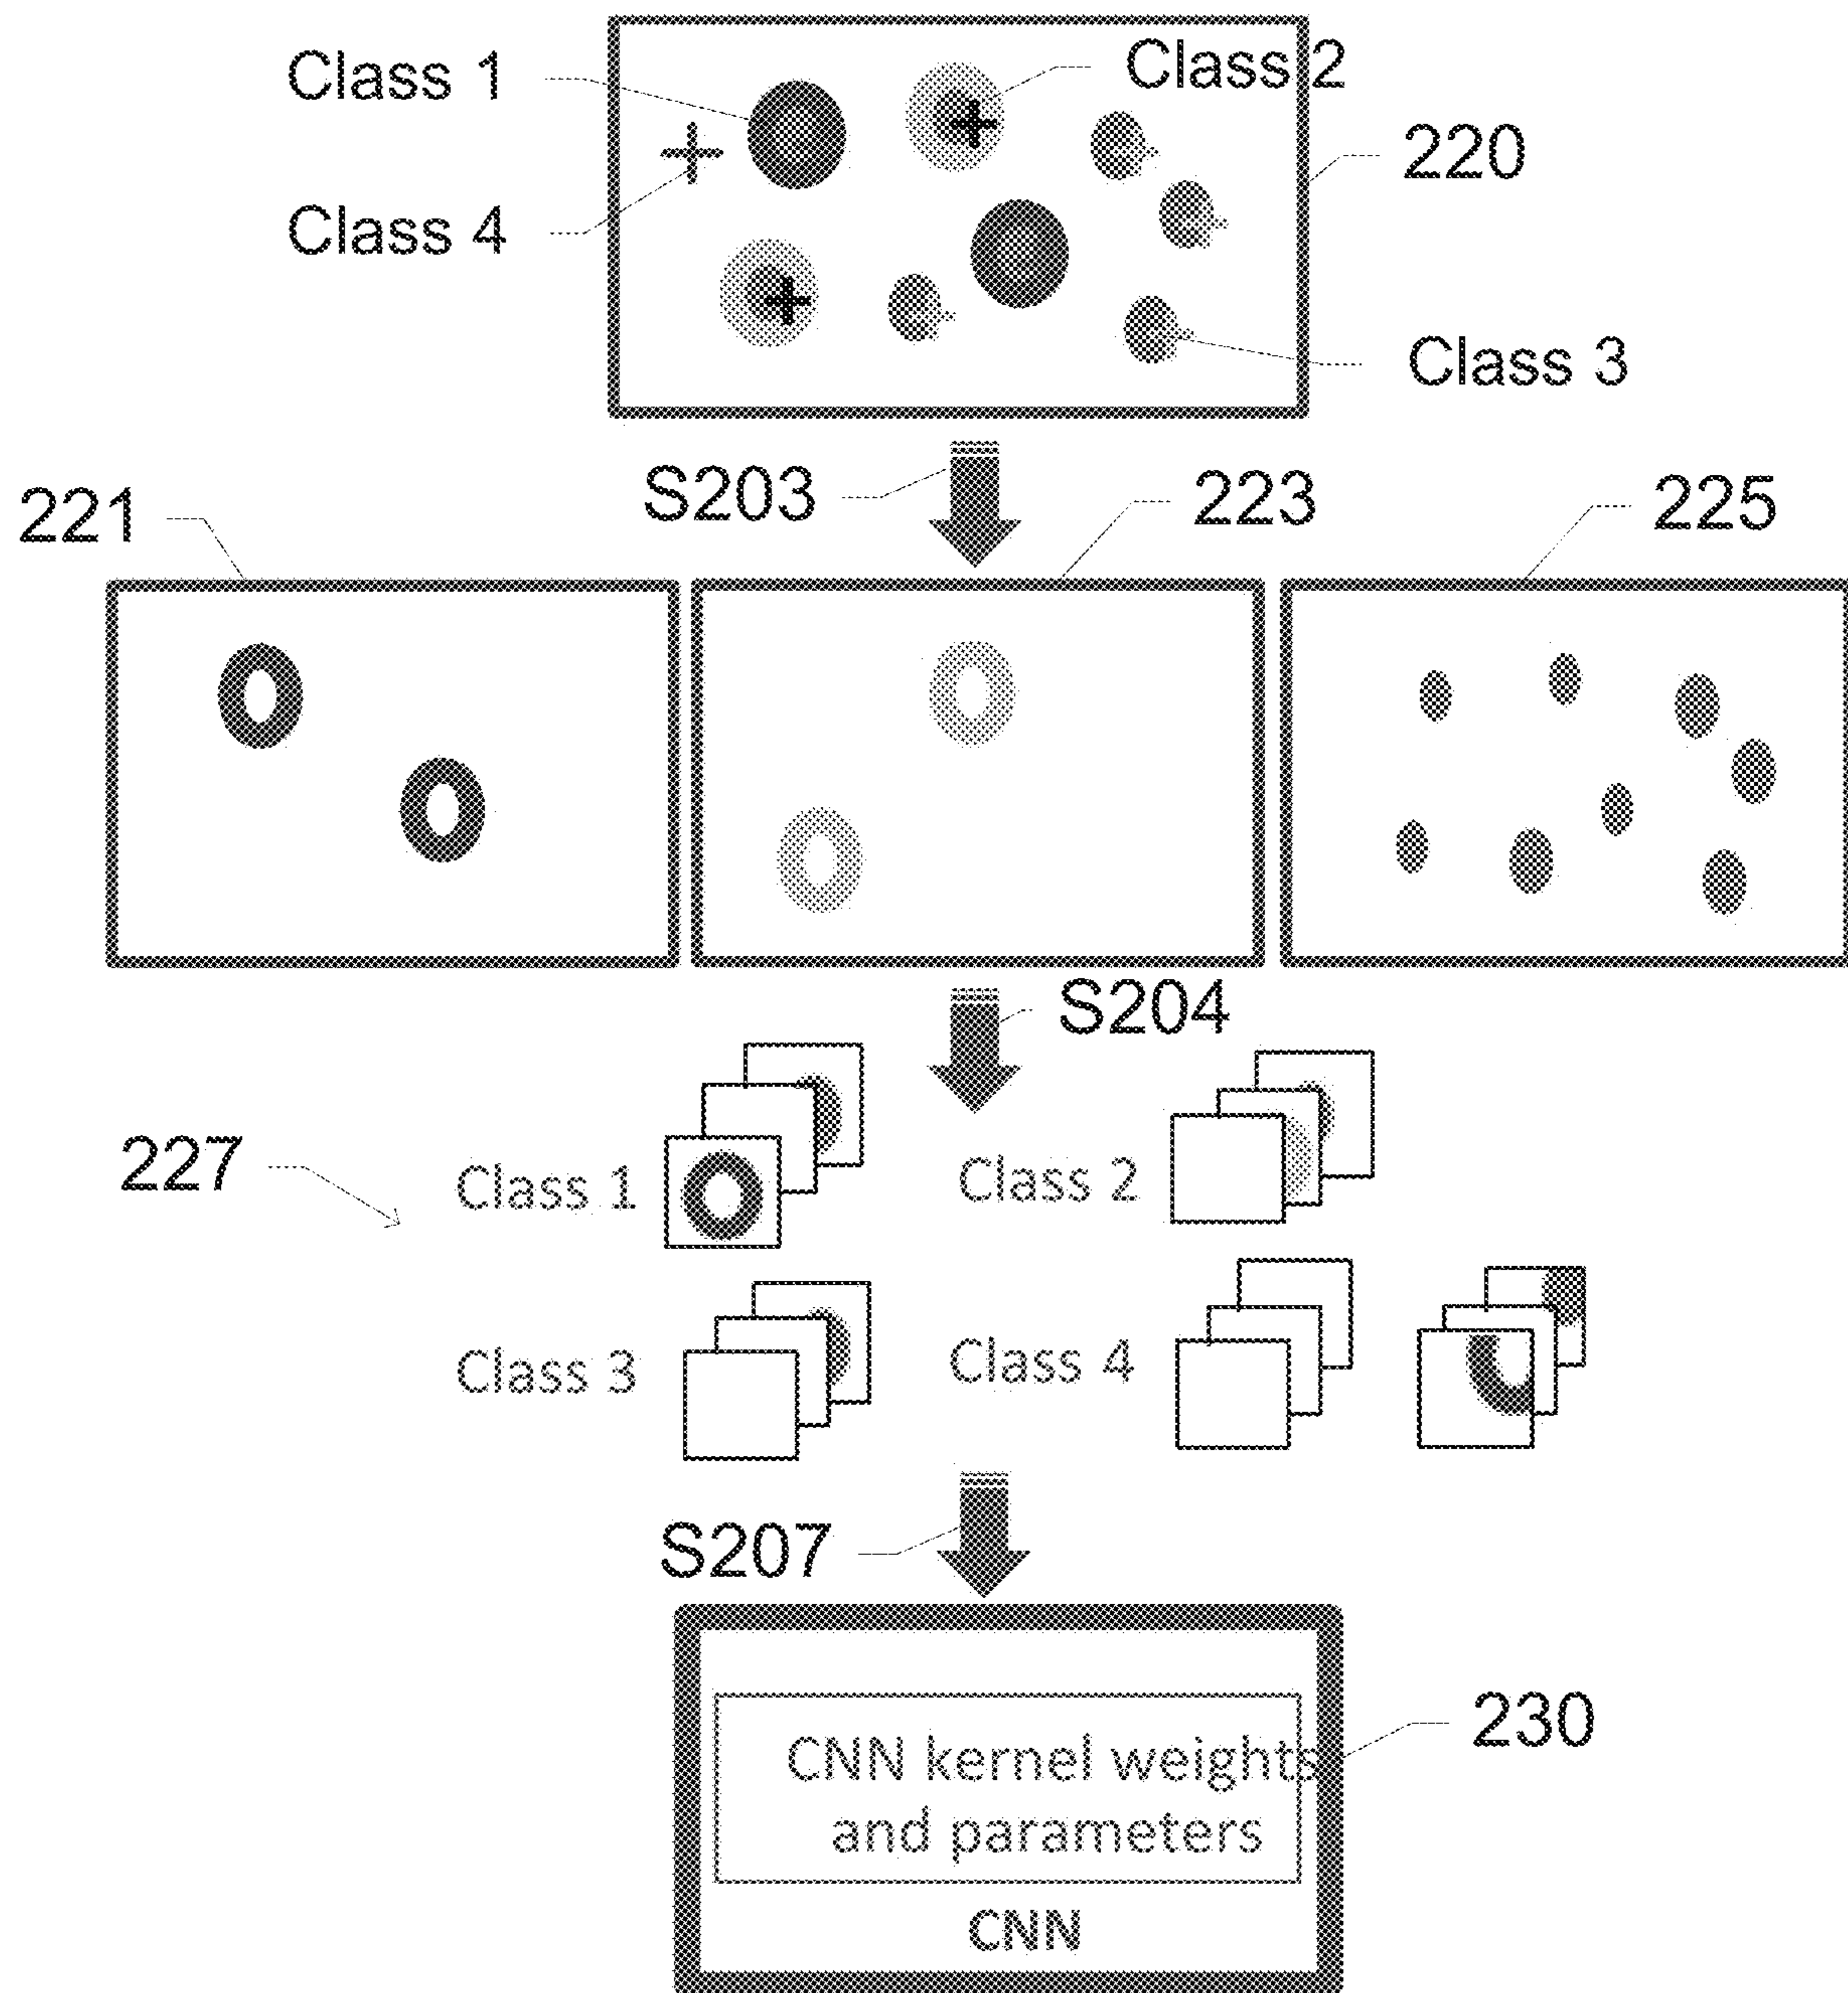 Class 1
Class 2
220
Class 4
Class 3
S203
221
223
225
S204
227
Class 1
Class 2
Class 3
Class 4
S207
230
CNN kernel weights
and parameters
CNN